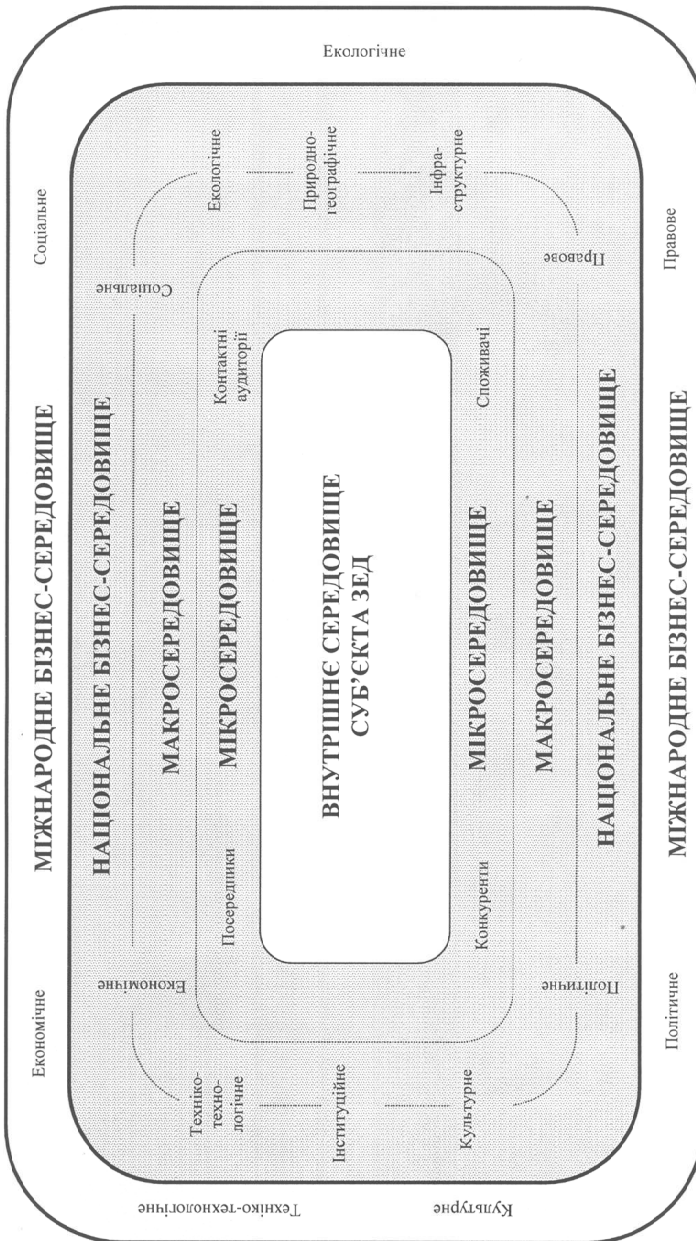 Економічне
МІЖНАРОДНЕ БІЗНЕС-СЕРЕДОВИЩЕ
Соціальне
НАЦІОНАЛЬНЕ БІЗНЕС-СЕРЕДОВИЩЕ
Економічне
Соціальне
МАКРОСЕРЕДОВИЩЕ
Техніко-технологічне
Техніко-
техно-
логічне
Посередники
МІКРОСЕРЕДОВИЩЕ
Контактні
аудиторії
Екологічне
Інституційне
ВНУТРІШНЄ СЕРЕДОВИЩЕ
СУБ’ЄКТА ЗЕД
Природно-
географічне
Екологічне
Культурне
Культурне
Конкуренти
МІКРОСЕРЕДОВИЩЕ
Споживачі
Інфра-
структурне
МАКРОСЕРЕДОВИЩЕ
Політичне
Правове
НАЦІОНАЛЬНЕ БІЗНЕС-СЕРЕДОВИЩЕ
Політичне
МІЖНАРОДНЕ БІЗНЕС-СЕРЕДОВИЩЕ
Правове